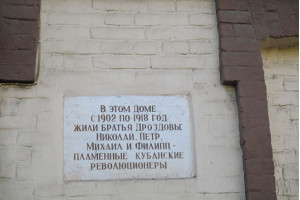 В ЭТОМ ДОМЕ
С 1902 ПО 1918 ГОД
ЖИЛИ БРАТЬЯ ДРОЗДОВЫ:
НИКОЛАЙ, ПЕТР,
МИХАИЛ И ФИЛИПП -
ПЛАМЕННЫЕ КУБАНСКИЕ
РЕВОЛЮЦИОНЕРЫ